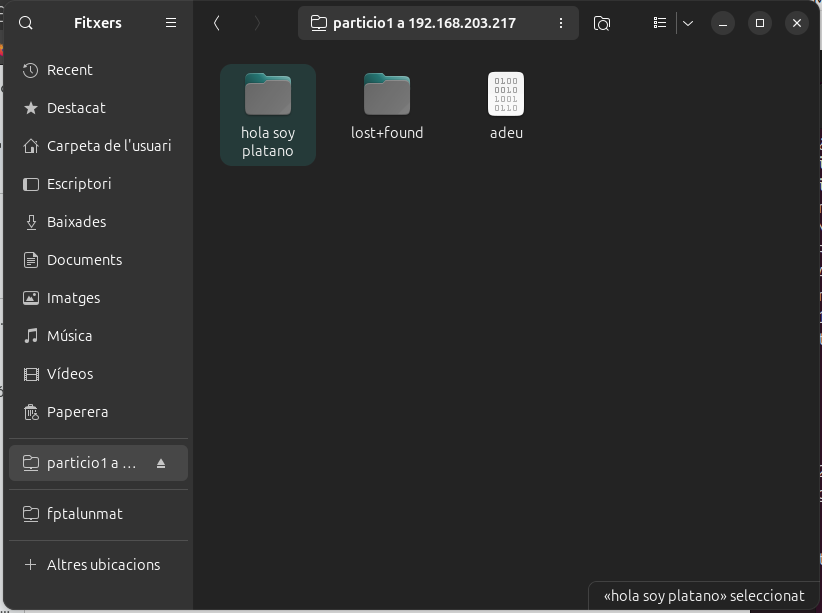 Fitxers
particio1 a 192.168.203.217
Recent
Destacat
Carpeta de l'usuari
Escriptori
Baixades
Documents
Imatges
Música
Vídeos
Paperera
particio1 a ...
fptalunmat
Altres ubicacions
hola soy
platano
lost+found
0100
0010
1001
0110
adeu
«hola soy platano» seleccionat